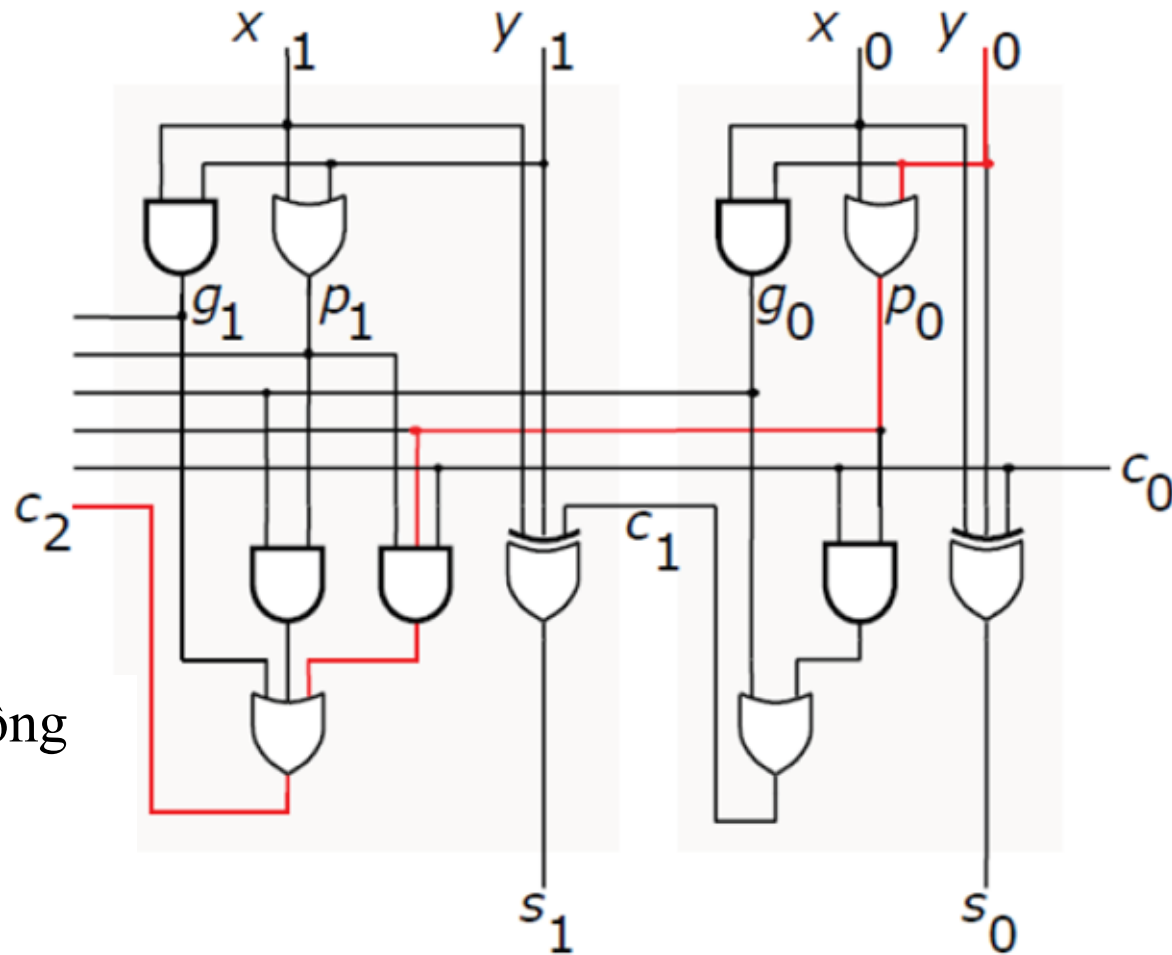 x₁ y₁ x₀ y₀
g₁ p₁ g₀ p₀
c₀
c₂ c₁
s₁ s₀